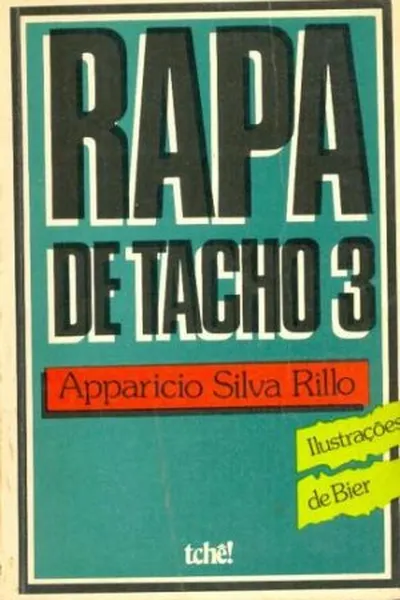 RAPA
DE TACHO 3
Apparicio Silva Rillo
Ilustrações
de Bier
tchê!